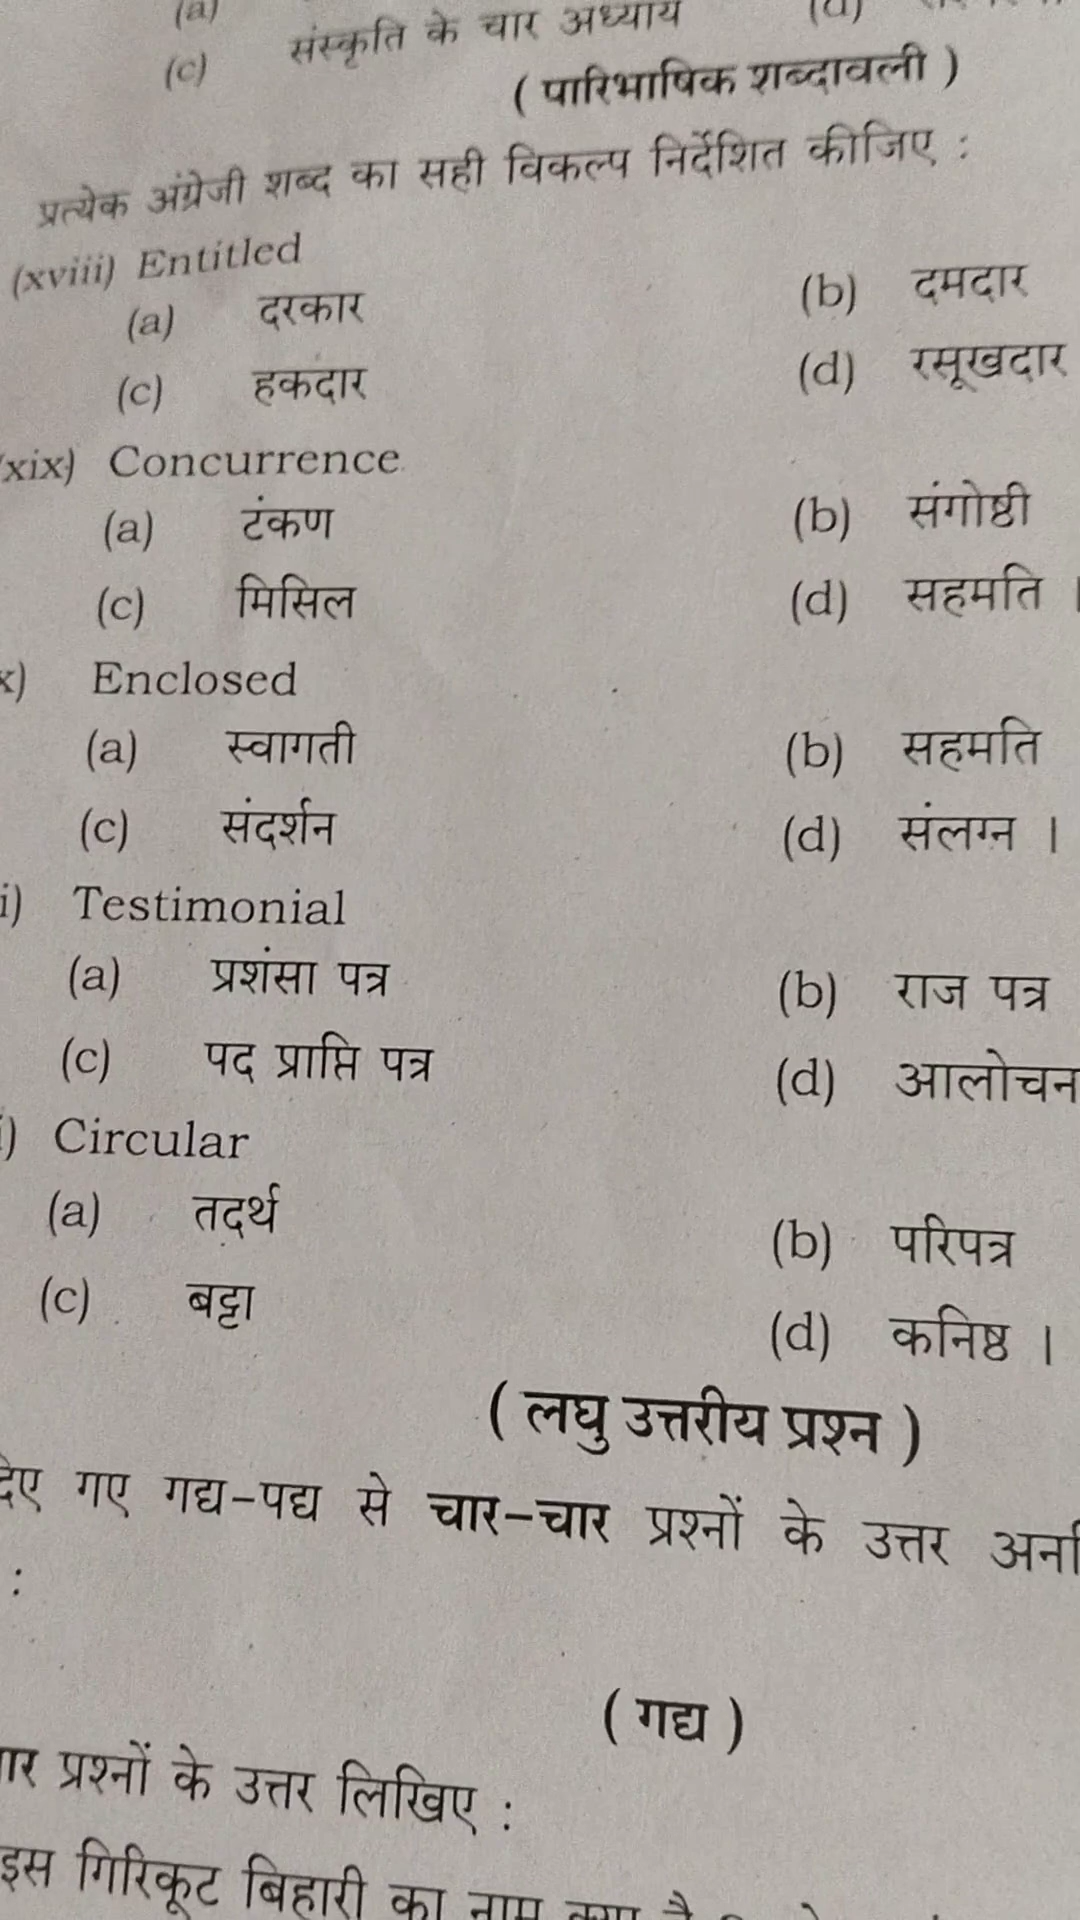 (a)
(c) संस्कृति के चार अध्याय (d)
( पारिभाषिक शब्दावली )
प्रत्येक अंग्रेजी शब्द का सही विकल्प निर्देशित कीजिए :
(xviii) Entitled
(a) दरकार (b) दमदार
(c) हकदार (d) रसूखदार
xix) Concurrence
(a) टंकण (b) संगोष्ठी
(c) मिसिल (d) सहमति ।
x) Enclosed
(a) स्वागती (b) सहमति
(c) संदर्शन (d) संलग्न ।
i) Testimonial
(a) प्रशंसा पत्र (b) राज पत्र
(c) पद प्राप्ति पत्र (d) आलोचन
i) Circular
(a) तदर्थ (b) परिपत्र
(c) बट्टा (d) कनिष्ठ ।
( लघु उत्तरीय प्रश्न )
गए गद्य-पद्य से चार-चार प्रश्नों के उत्तर
:
( गद्य )
प्रश्नों के उत्तर लिखिए :
इस गिरिकूट बिहारी का नाम क्या है